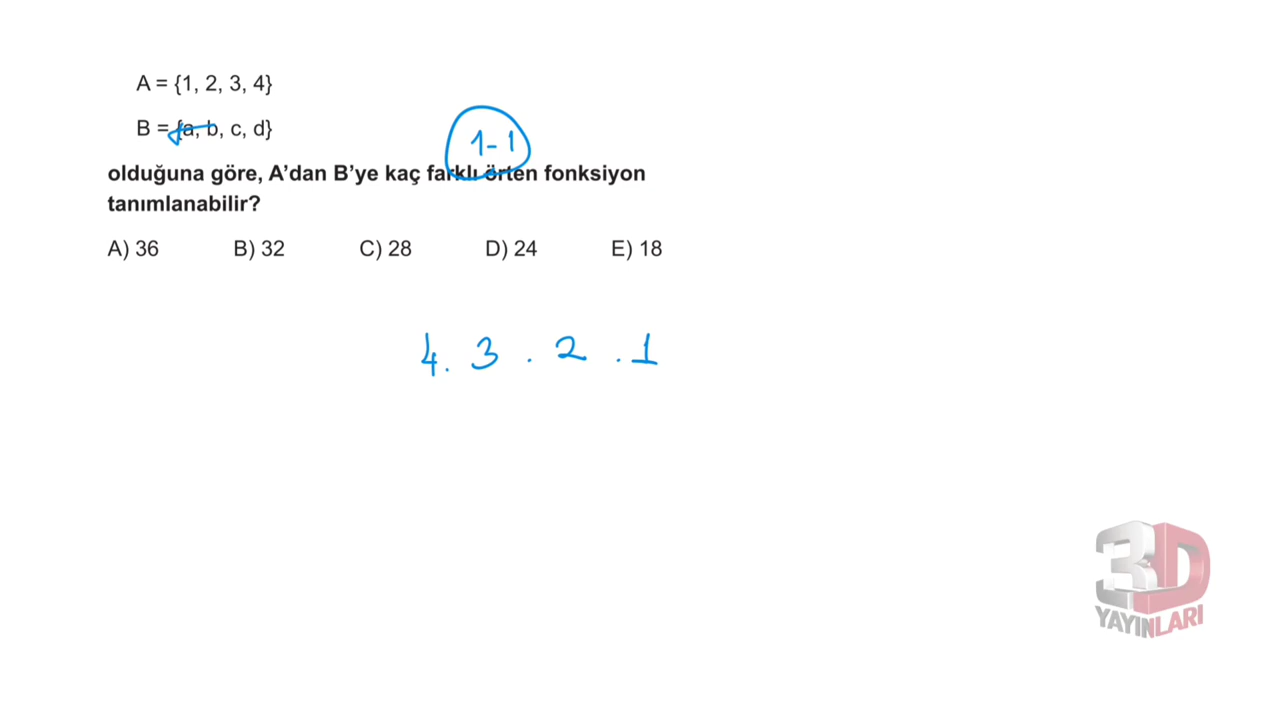 A = {1, 2, 3, 4}
B = {a, b, c, d}
1-1
olduğuna göre, A’dan B’ye kaç farklı örten fonksiyon
tanımlanabilir?
A) 36 B) 32 C) 28 D) 24 E) 18
4. 3 . 2 . 1
3D
YAYINLARI